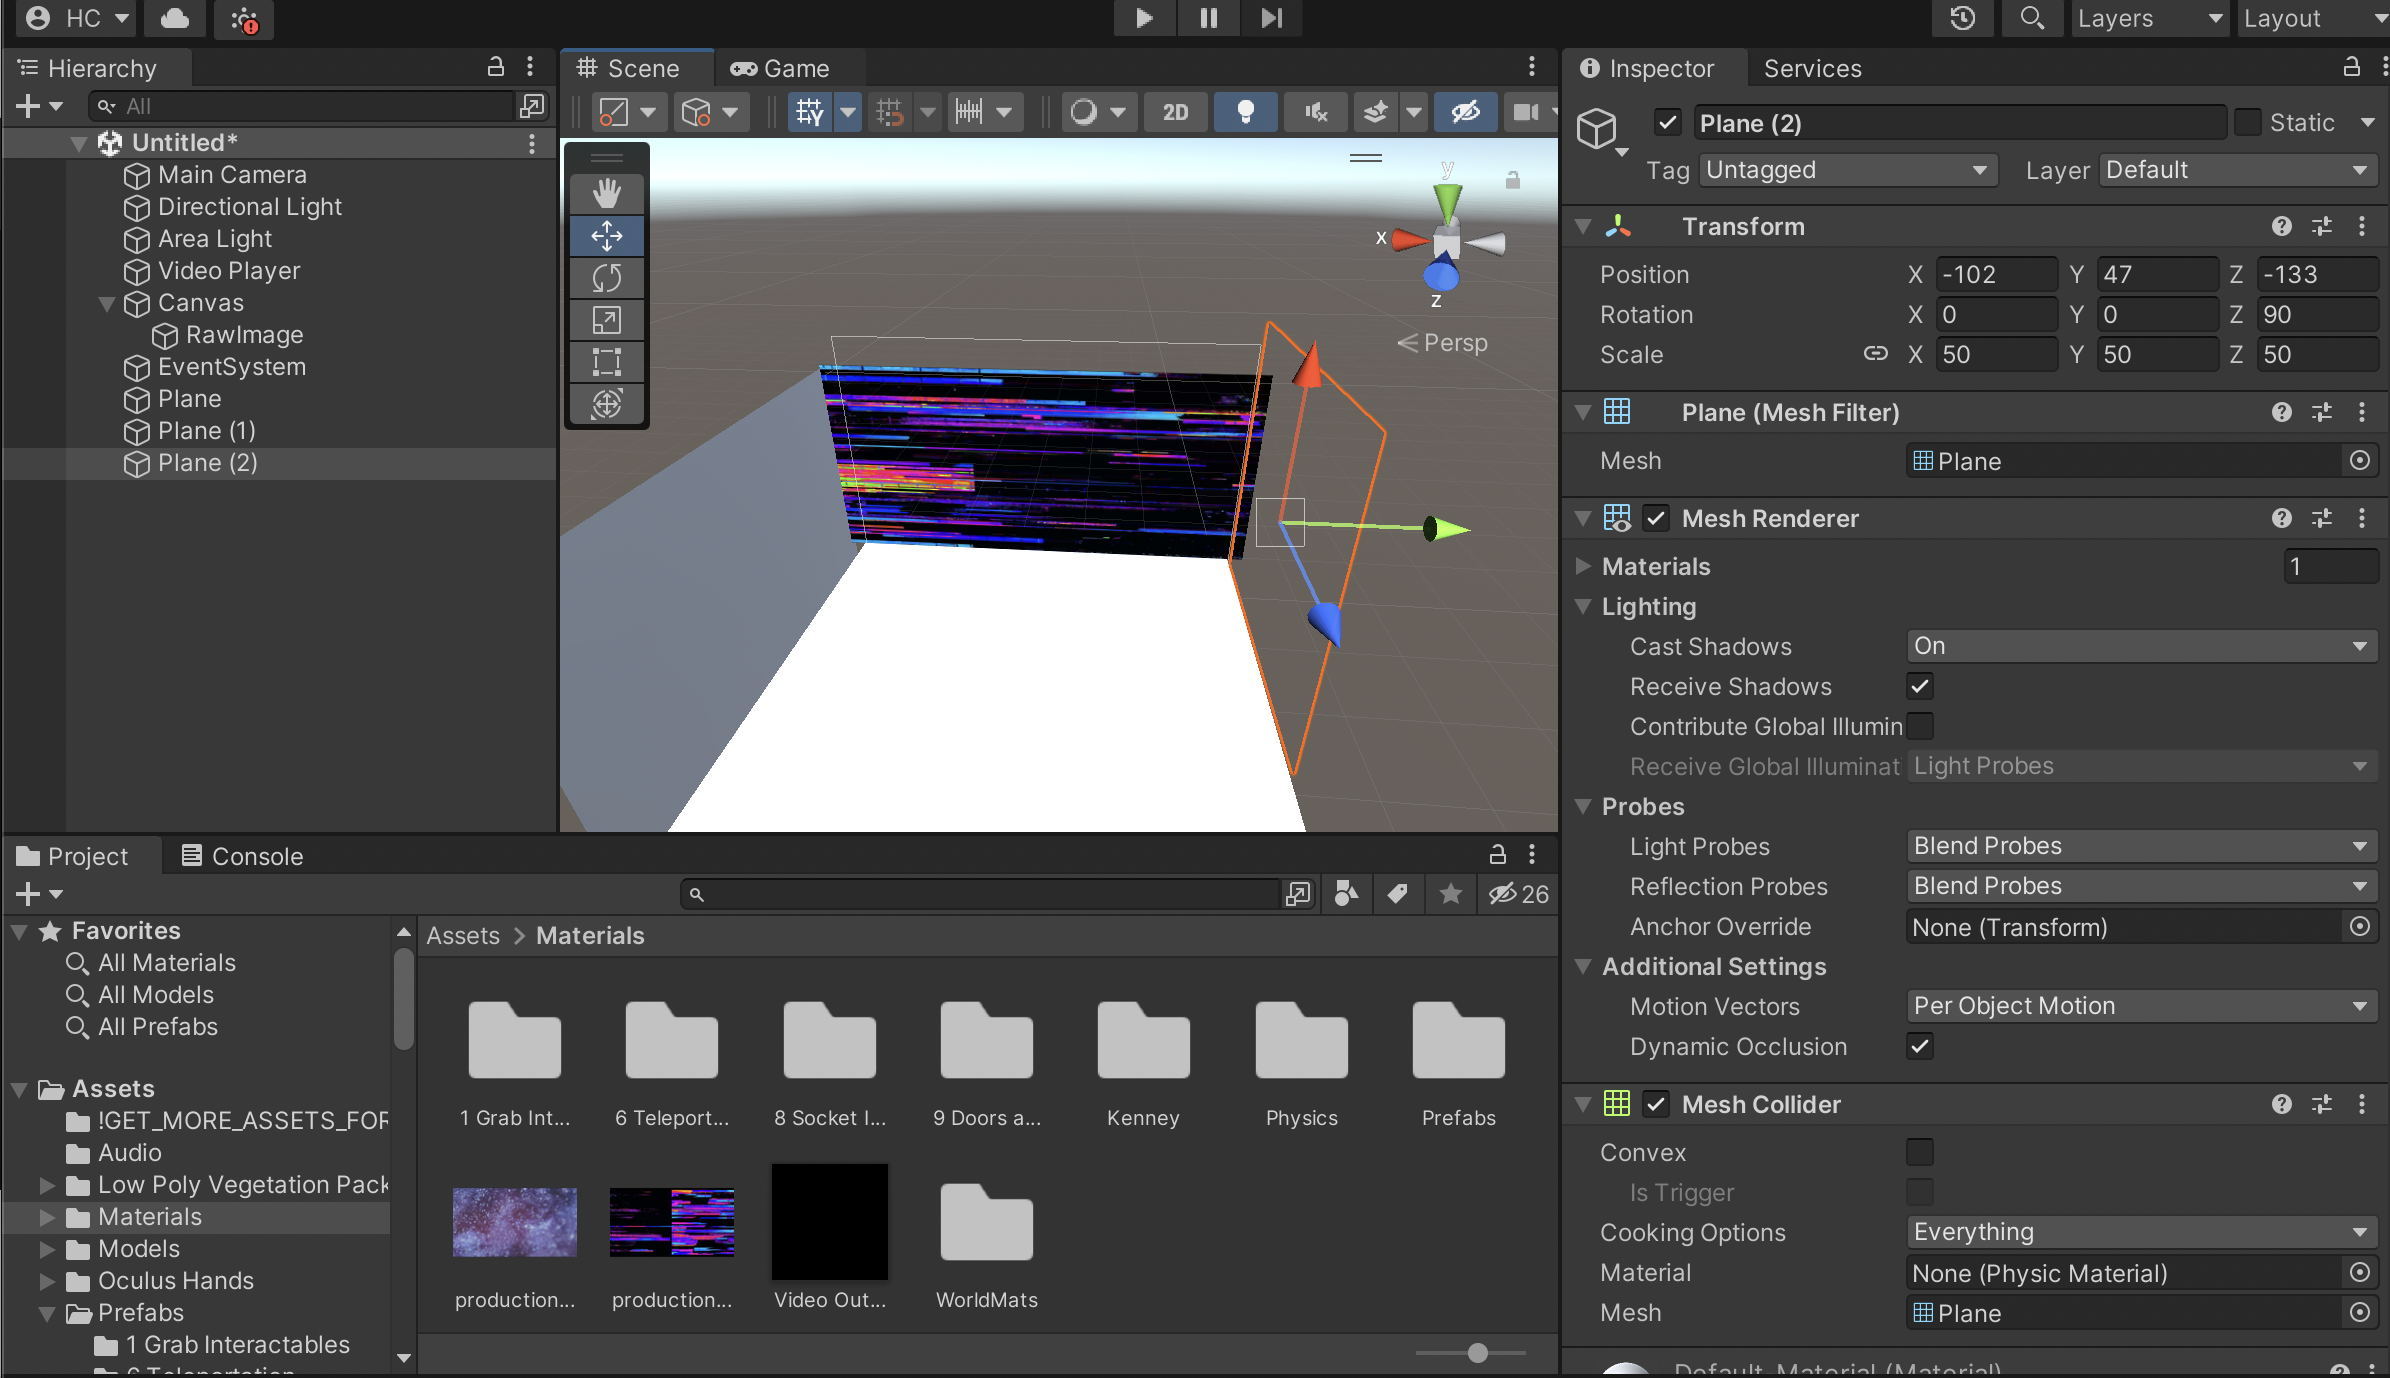 HC
Layers
Layout
Hierarchy
All
Untitled*
Main Camera
Directional Light
Area Light
Video Player
Canvas
RawImage
EventSystem
Plane
Plane (1)
Plane (2)
Scene
Game
2D
y
x
z
Persp
Inspector
Services
Plane (2)
Static
Tag Untagged
Layer Default
Transform
Position X -102 Y 47 Z -133
Rotation X 0 Y 0 Z 90
Scale X 50 Y 50 Z 50
Plane (Mesh Filter)
Mesh Plane
Mesh Renderer
Materials 1
Lighting
Cast Shadows On
Receive Shadows
Contribute Global Illumin
Receive Global Illuminat Light Probes
Probes
Light Probes Blend Probes
Reflection Probes Blend Probes
Anchor Override None (Transform)
Additional Settings
Motion Vectors Per Object Motion
Dynamic Occlusion
Mesh Collider
Convex
Is Trigger
Cooking Options Everything
Material None (Physic Material)
Mesh Plane
Default-Material (Material)
Project
Console
26
Favorites
All Materials
All Models
All Prefabs
Assets
!GET_MORE_ASSETS_FOR
Audio
Low Poly Vegetation Pack
Materials
Models
Oculus Hands
Prefabs
1 Grab Interactables
6 Teleportation
Assets > Materials
1 Grab Int...
6 Teleport...
8 Socket I...
9 Doors a...
Kenney
Physics
Prefabs
production...
production...
Video Out...
WorldMats